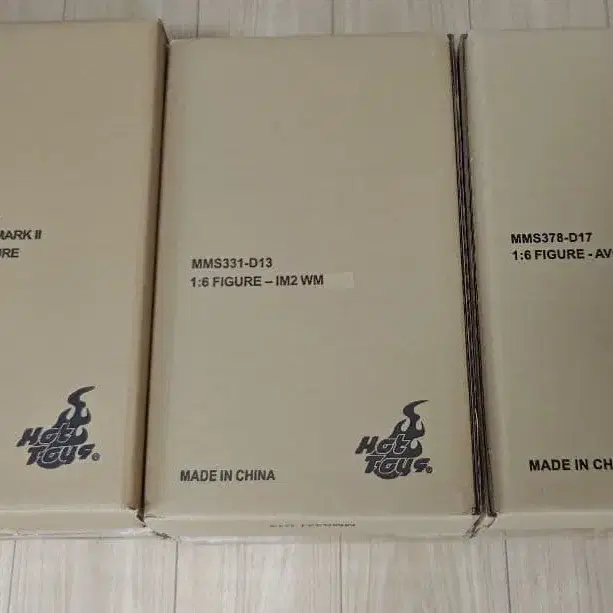 MARK II
URE
Hot
Toys®
MMS331-D13
1:6 FIGURE – IM2 WM
MADE IN CHINA
Hot
Toys®
MMS378-D17
1:6 FIGURE - AV
MADE IN CH